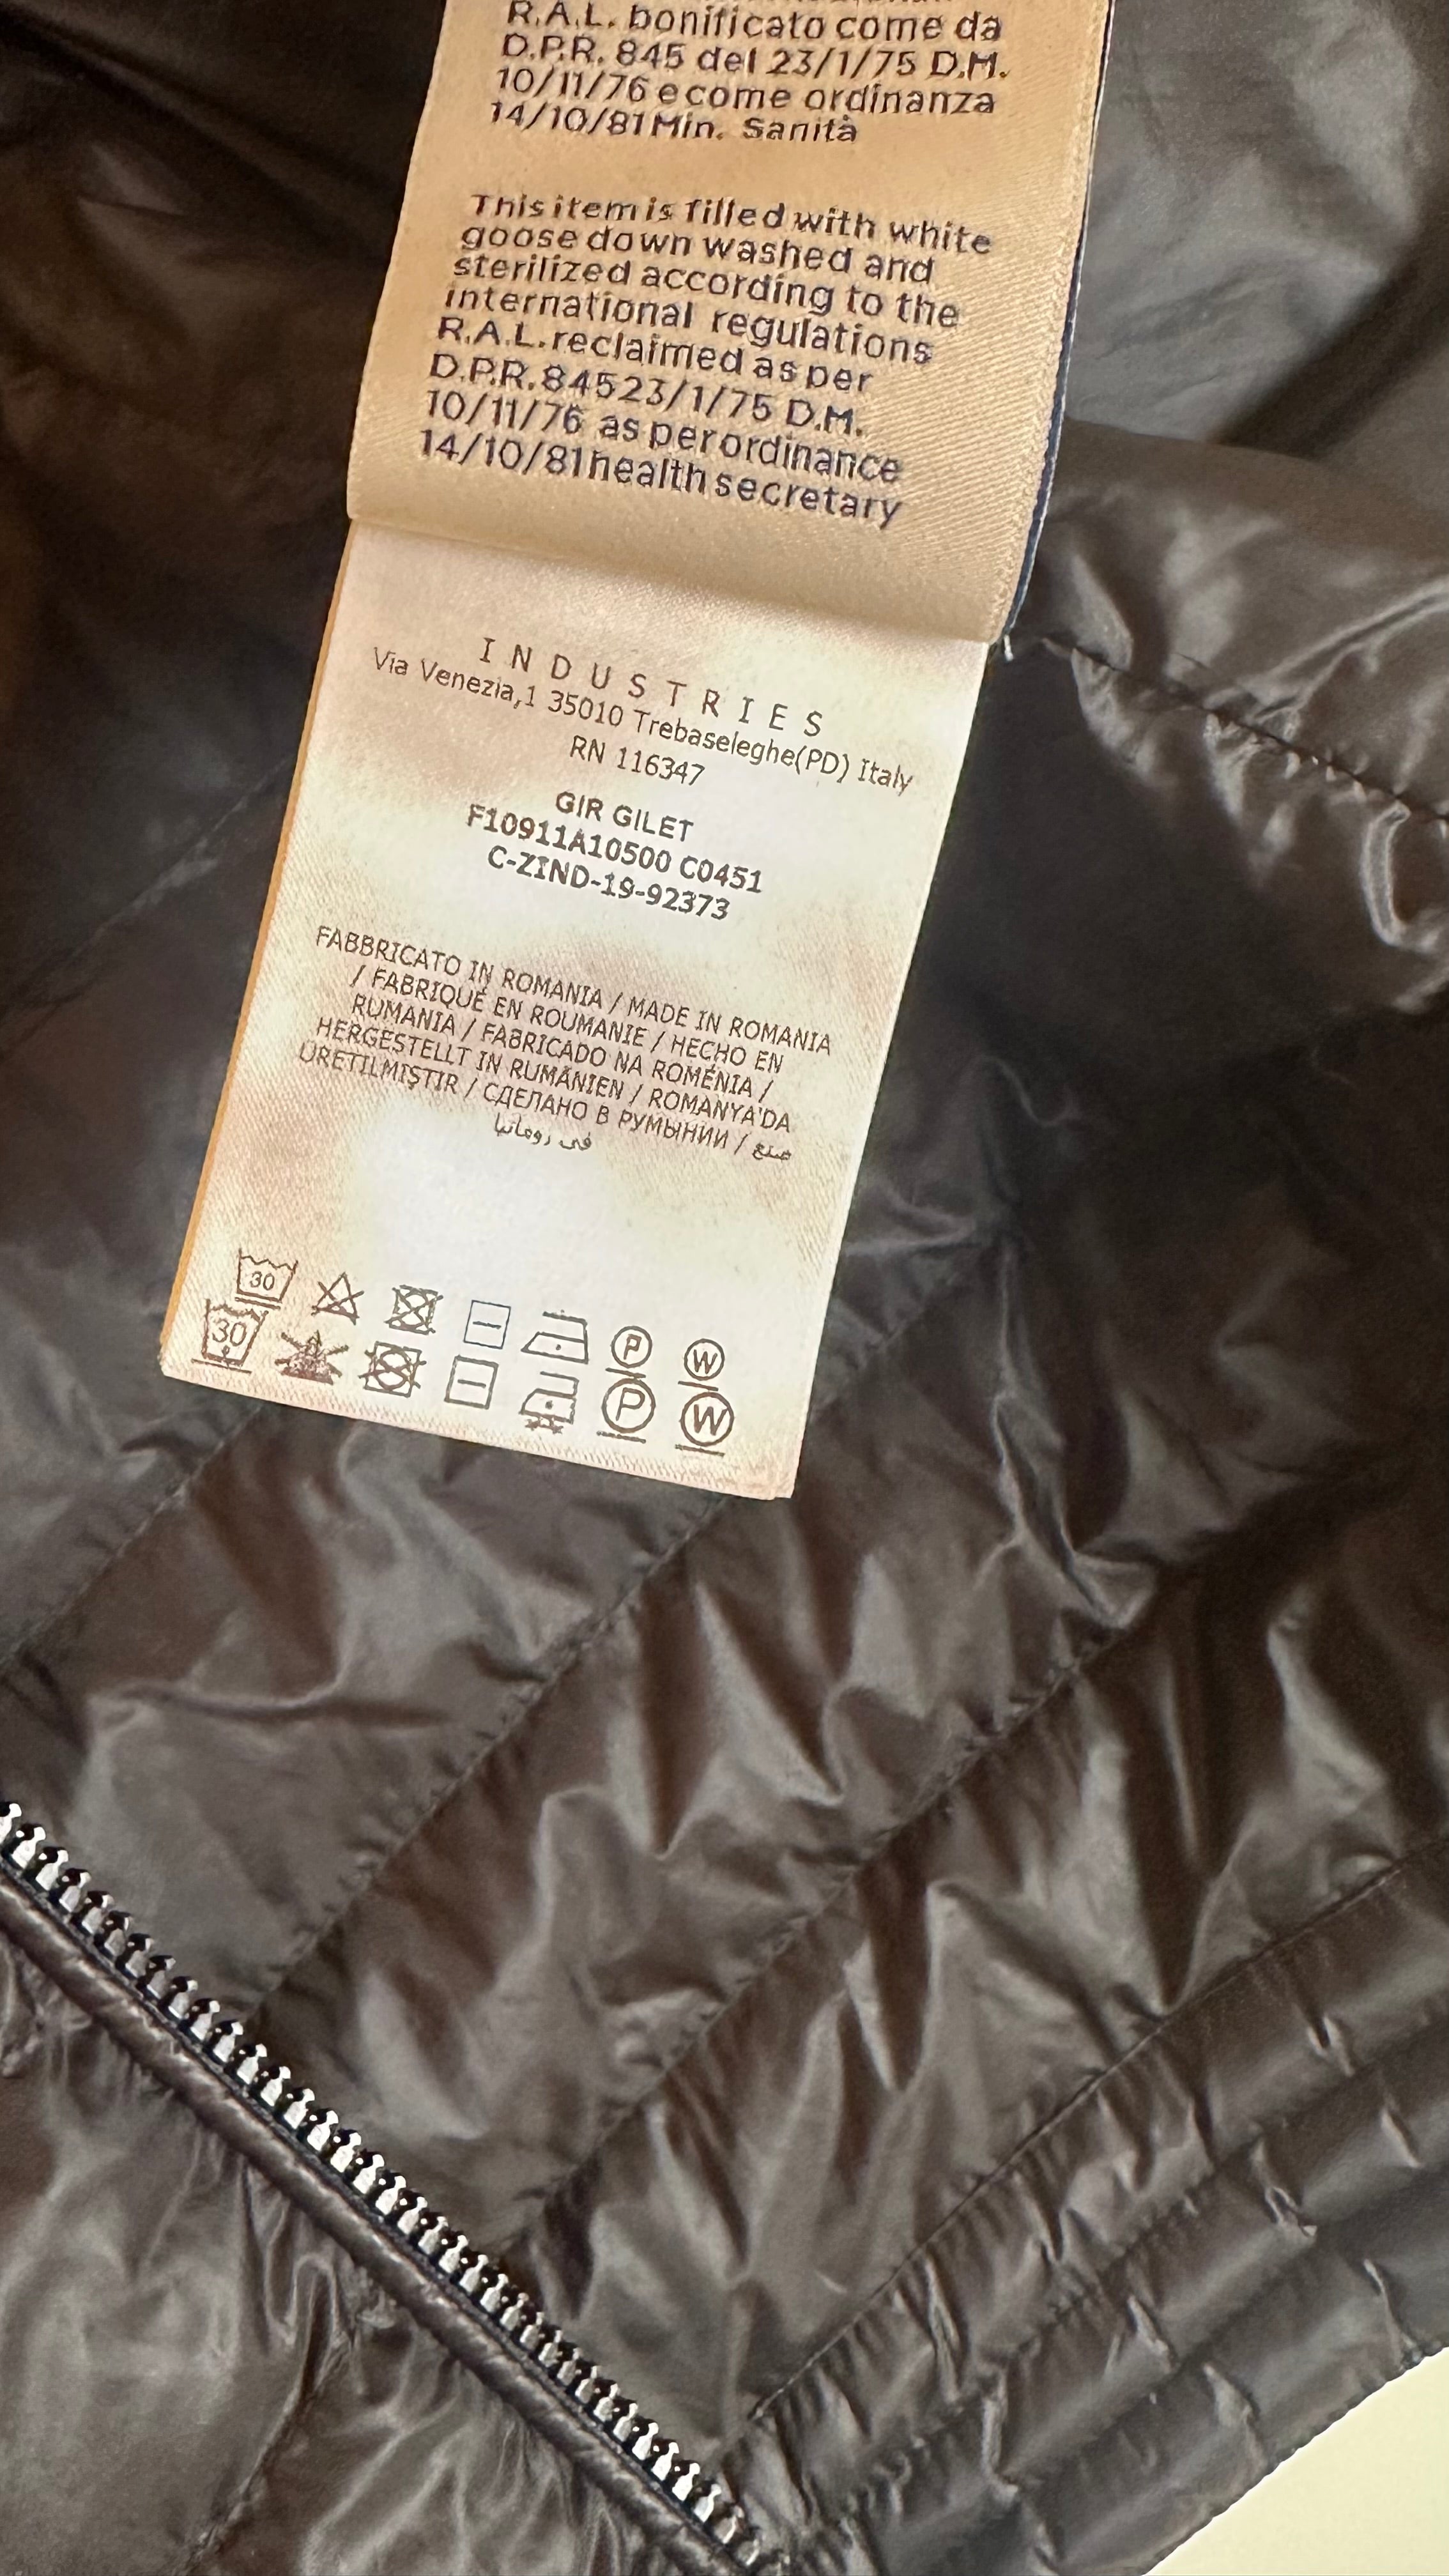 R.A.L. bonificato come da
D.P.R. 845 del 23/1/75 D.M.
10/11/76 e come ordinanza
14/10/81 Min. Sanità
This item is filled with white
goose down washed and
sterilized according to the
international regulations
R.A.L. reclaimed as per
D.P.R. 845 23/1/75 D.M.
10/11/76 as per ordinance
14/10/81 health secretary
INDUSTRIES
Via Venezia,1 35010 Trebaseleghe(PD) Italy
RN 116347
GIR GILET
F10911A10500 C0451
C-ZIND-19-92373
FABBRICATO IN ROMANIA / MADE IN ROMANIA
/ FABRIQUÉ EN ROUMANIE / HECHO EN
RUMANIA / FABRICADO NA ROMÉNIA /
HERGESTELLT IN RUMÄNIEN / ROMANYA'DA
ÜRETILMIŞTIR / СДЕЛАНО В РУМЫНИИ / صنع
في رومانيا
30 P W
30 P W